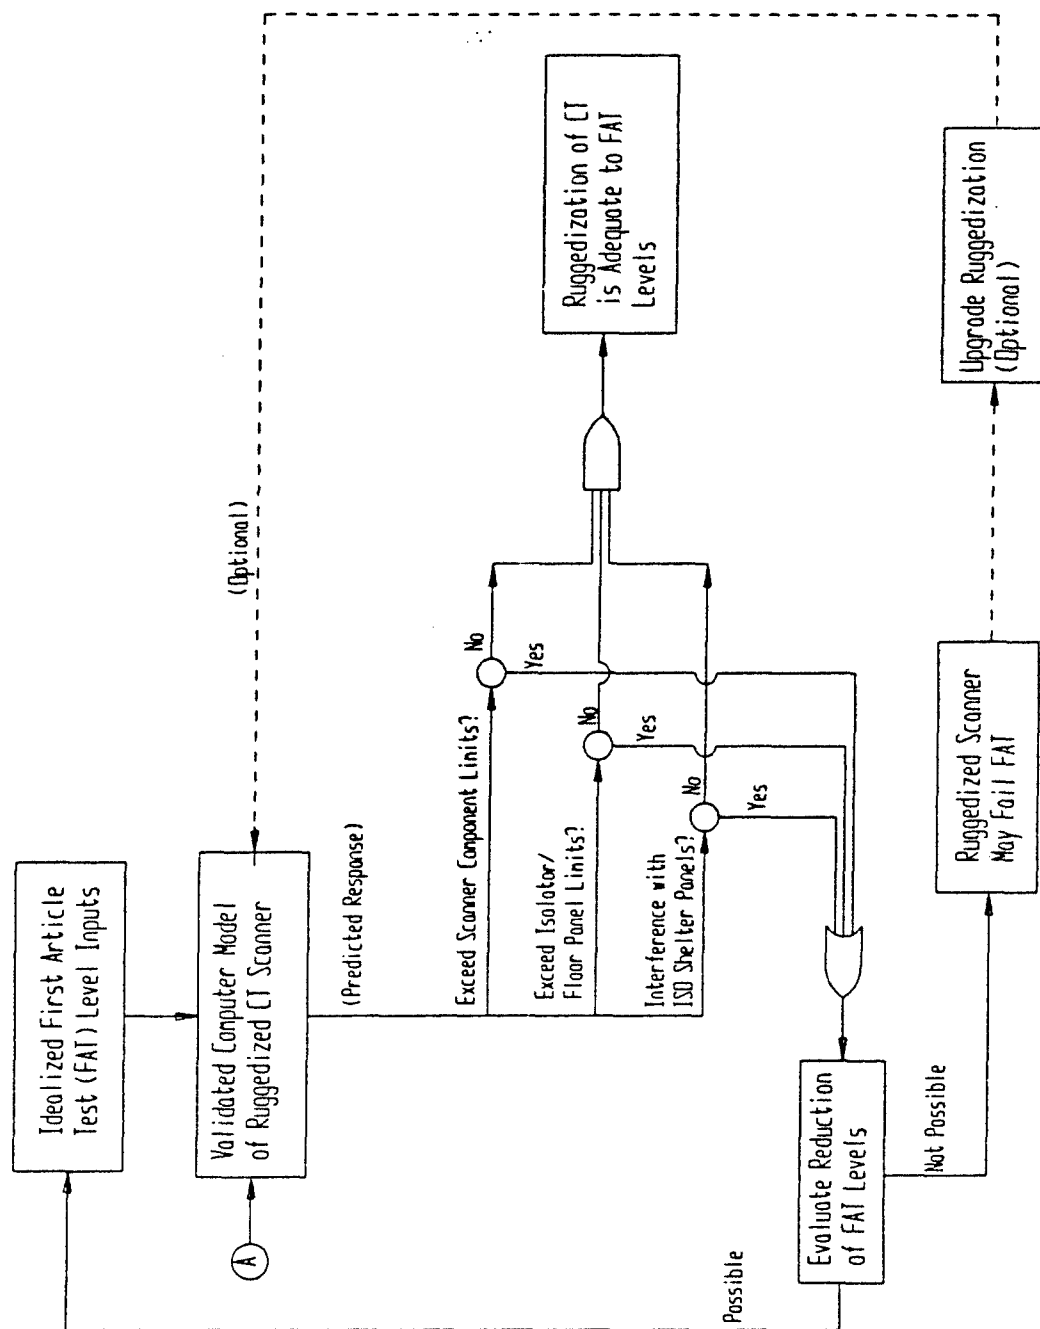 Idealized First Article
Test (FAT) Level Inputs
(Optional)
A
Validated Computer Model
of Ruggedized CT Scanner
(Predicted Response)
Exceed Scanner Component Limits?
No
Yes
Exceed Isolator/
Floor Panel Limits?
No
Yes
Interference with
ISO Shelter Panels?
No
Yes
Ruggedization of CT
is Adequate to FAT
Levels
Possible
Evaluate Reduction
of FAT Levels
Not Possible
Ruggedized Scanner
May Fail FAT
Upgrade Ruggedization
(Optional)